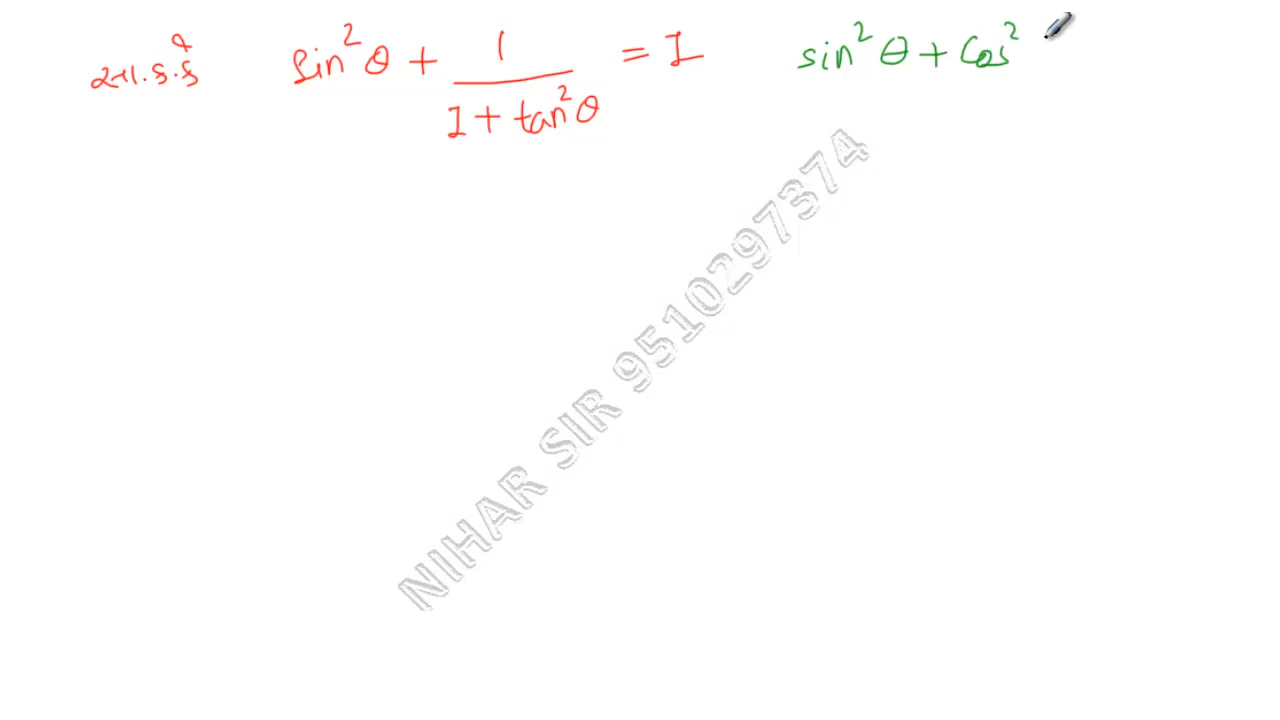 સા.કે.કે sin²θ + 1/(1 + tan²θ) = 1
sin²θ + cos²
NIHAR SIR 9510297374